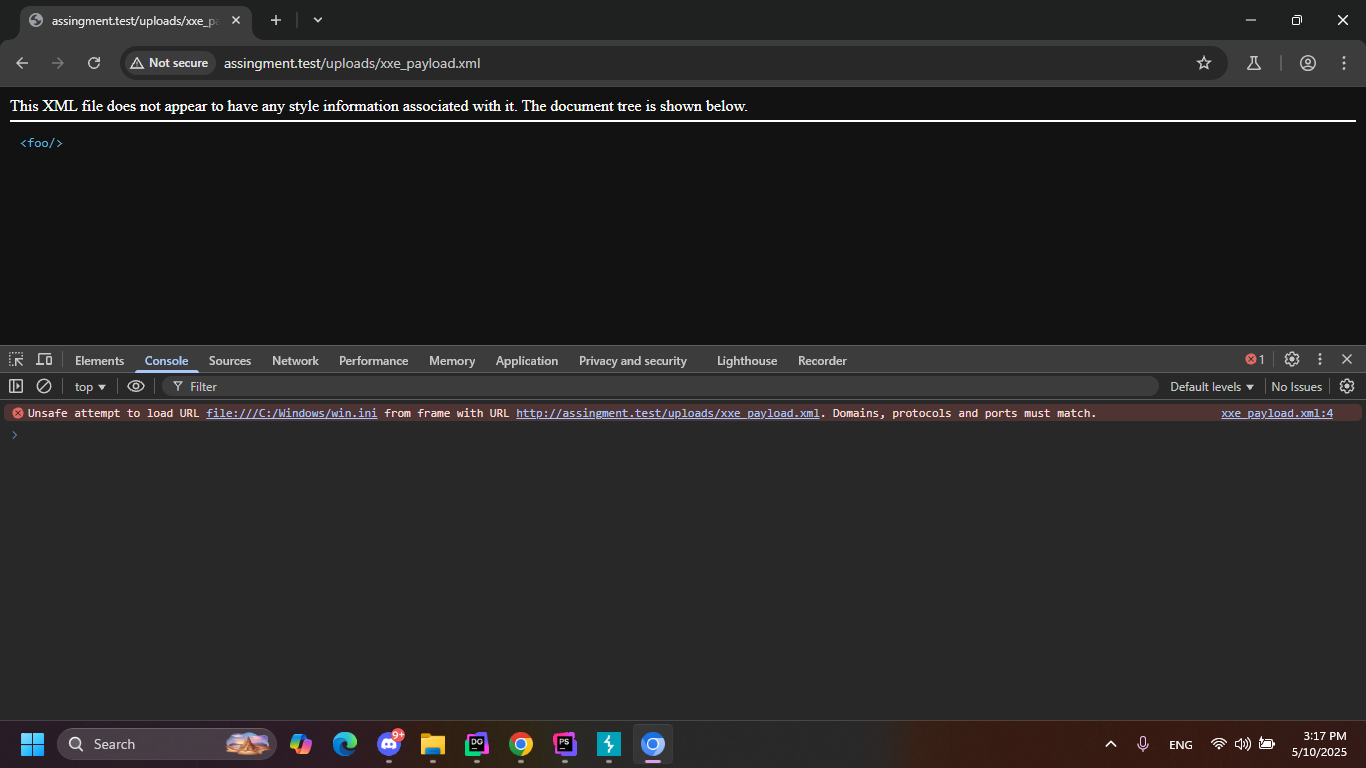 assingment.test/uploads/xxe_p
Not secure
assingment.test/uploads/xxe_payload.xml
This XML file does not appear to have any style information associated with it. The document tree is shown below.
<foo/>
Elements Console Sources Network Performance Memory Application Privacy and security Lighthouse Recorder 1
top Filter Default levels No Issues
Unsafe attempt to load URL file:///C:/Windows/win.ini from frame with URL http://assingment.test/uploads/xxe_payload.xml. Domains, protocols and ports must match. xxe_payload.xml:4
Search 9+ DG PS ENG 3:17 PM
5/10/2025